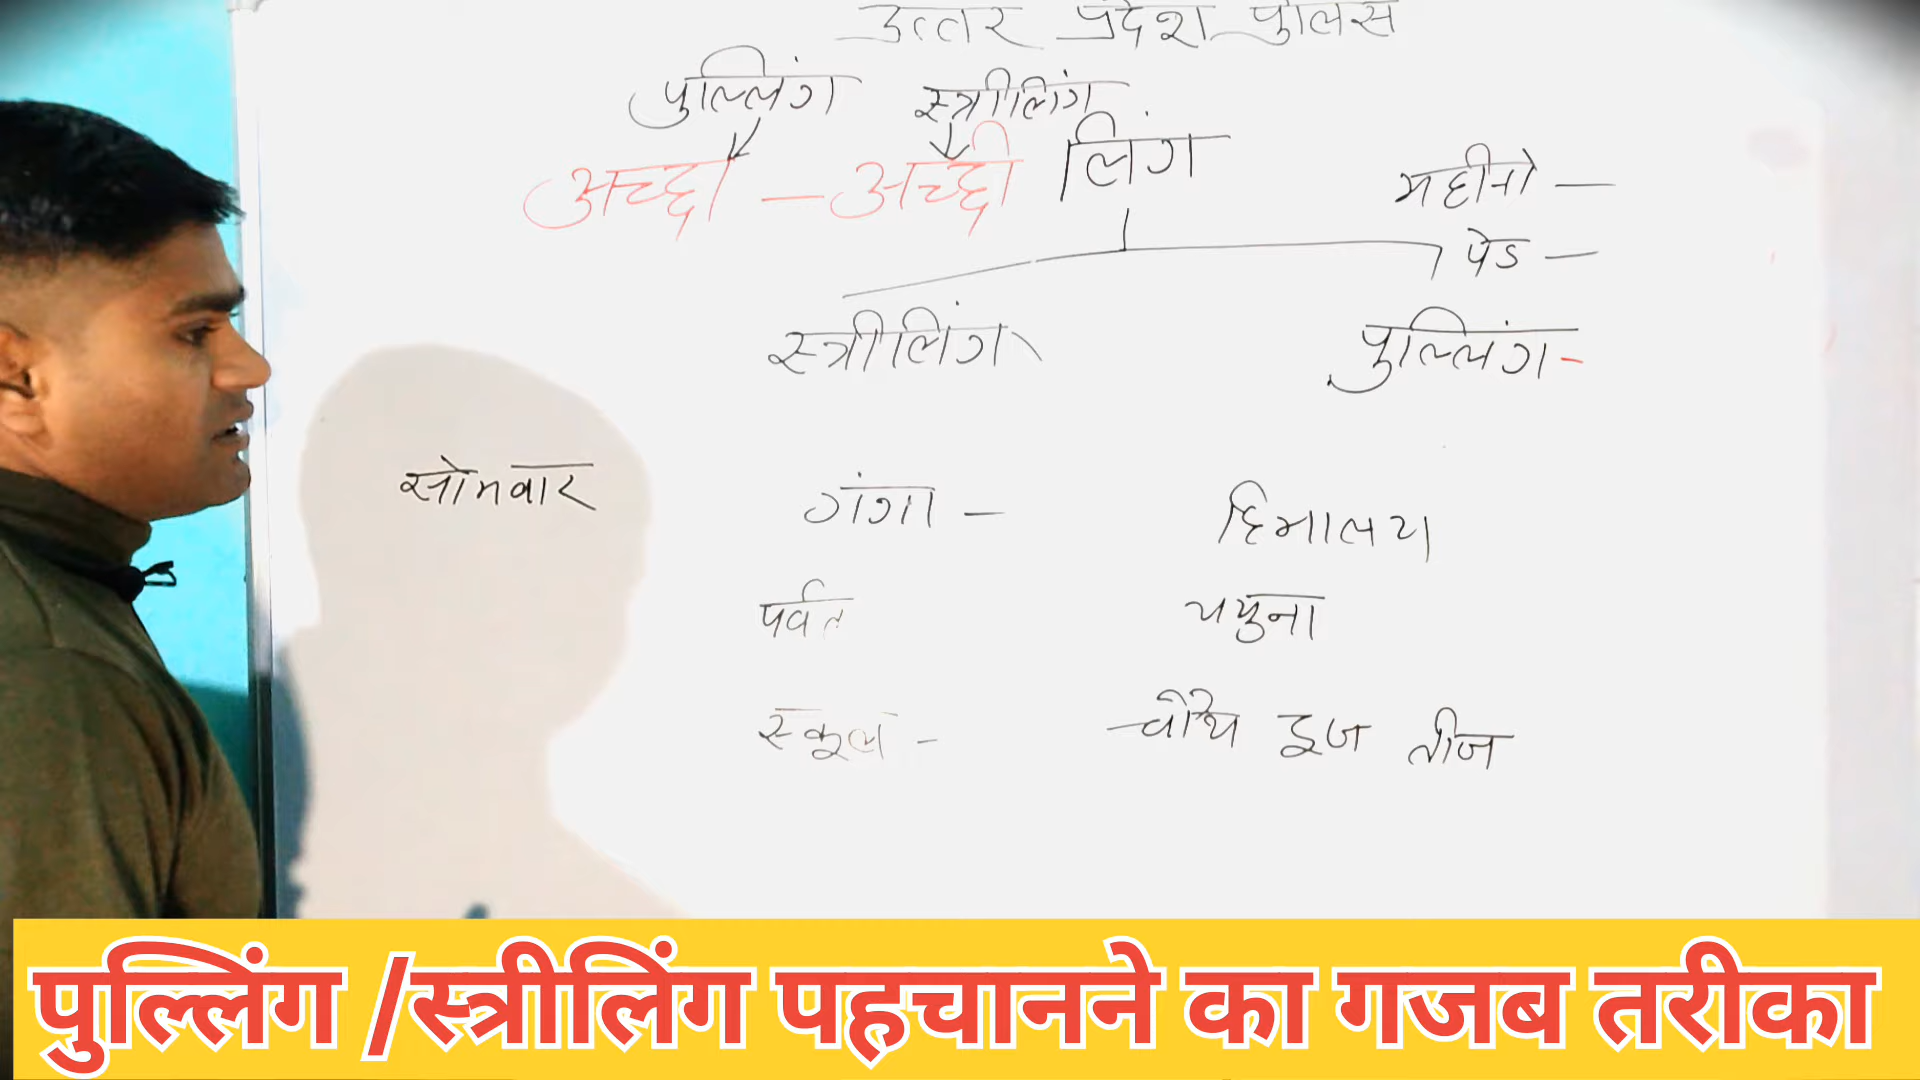 उत्तर प्रदेश पुलिस
पुल्लिंग स्त्रीलिंग
अच्छा – अच्छी लिंग
महीनो –
पेड –
स्त्रीलिंग पुल्लिंग -
सोमवार गंगा – हिमालय
पर्वत यमुना
स्कूल - चौथ दूज तीज
पुल्लिंग /स्त्रीलिंग पहचानने का गजब तरीका